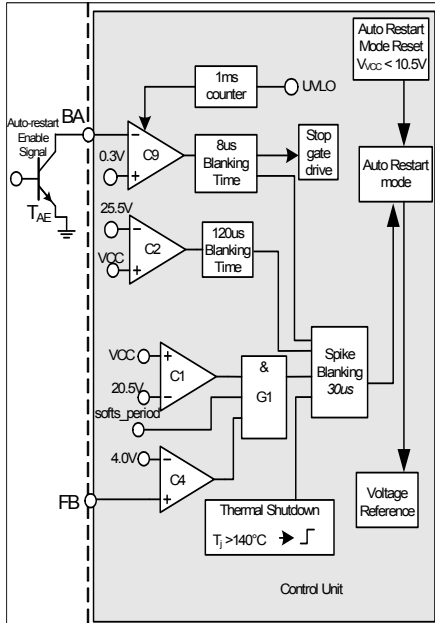 Auto Restart
Mode Reset
VVCC < 10.5V
1ms
counter
UVLO
BA
Auto-restart
Enable
Signal
TAE
0.3V
C9
8us
Blanking
Time
Stop
gate
drive
Auto Restart
mode
25.5V
VCC
C2
120us
Blanking
Time
VCC
20.5V
C1
softs_period
&
G1
Spike
Blanking
30us
4.0V
C4
FB
Thermal Shutdown
Tj >140°C
Voltage
Reference
Control Unit